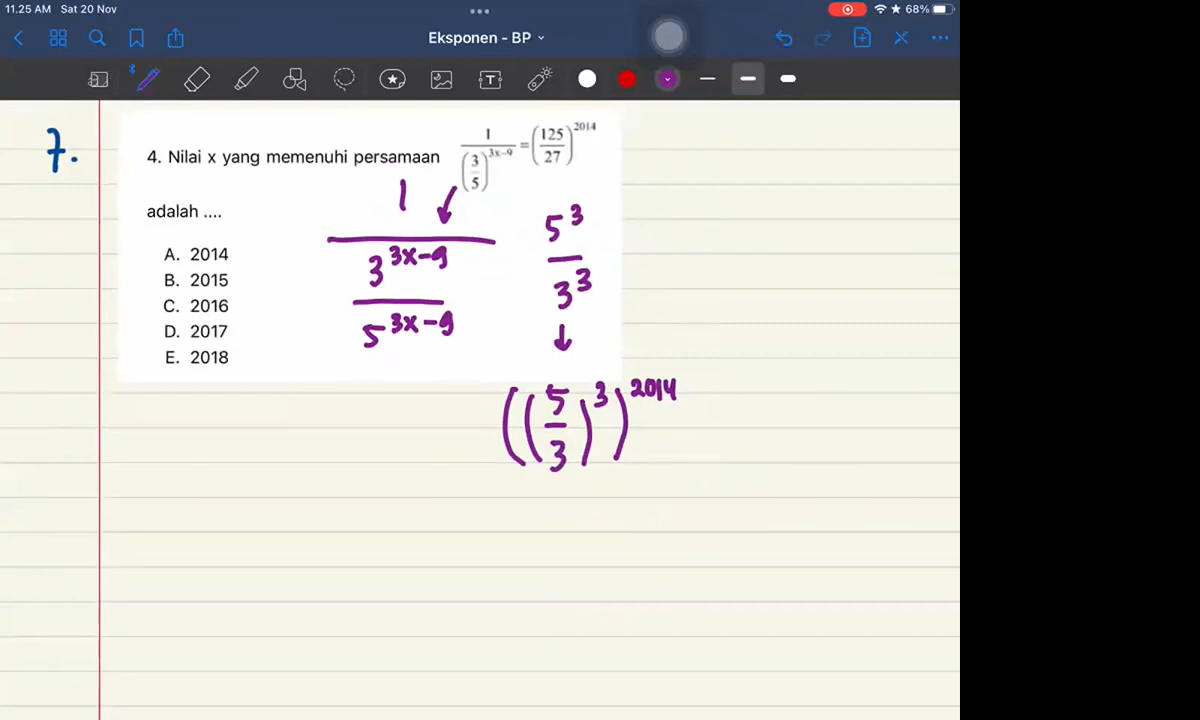 11.25 AM Sat 20 Nov
68%
Eksponen - BP
7.
4. Nilai x yang memenuhi persamaan 1/(3/5)^(3x-9) = (125/27)^2014
adalah ....
A. 2014
B. 2015
C. 2016
D. 2017
E. 2018
1
3^(3x-9)
5^(3x-9)
5^3
3^3
((5/3)^3)^2014